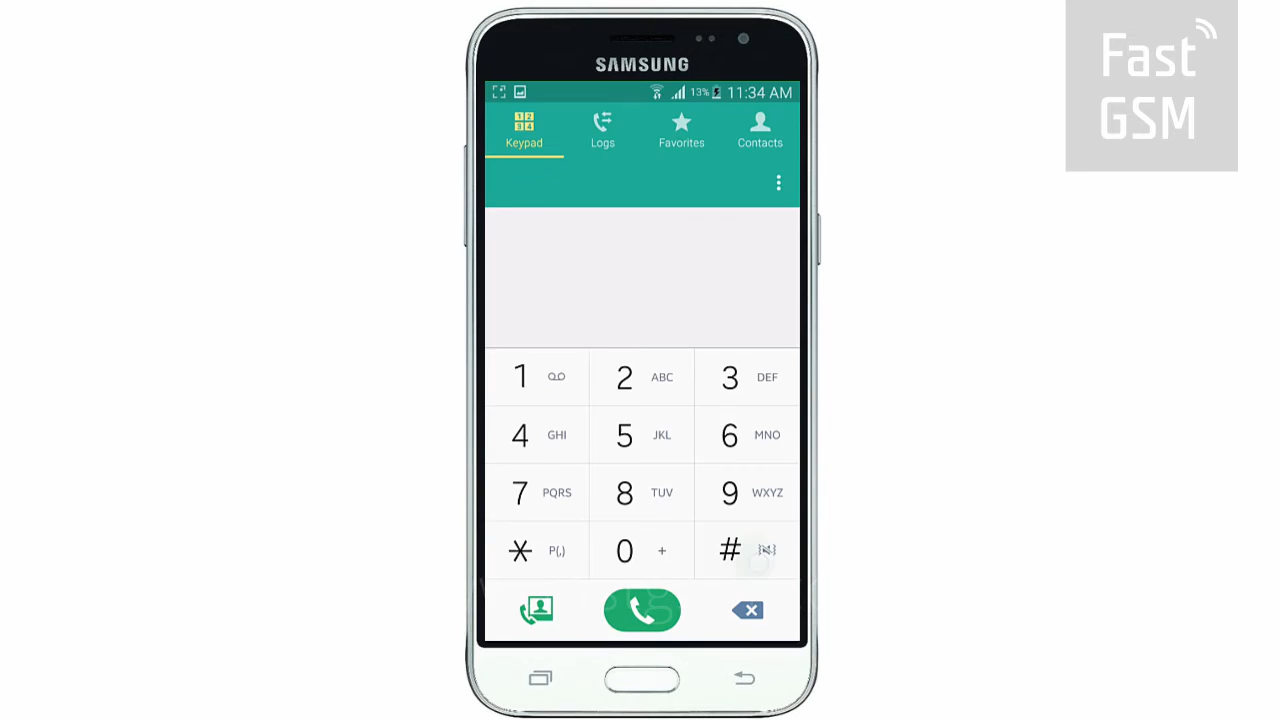 Fast
GSM
SAMSUNG
13% 11:34 AM
Keypad Logs Favorites Contacts
1 2 ABC 3 DEF
4 GHI 5 JKL 6 MNO
7 PQRS 8 TUV 9 WXYZ
* P(,) 0 + #